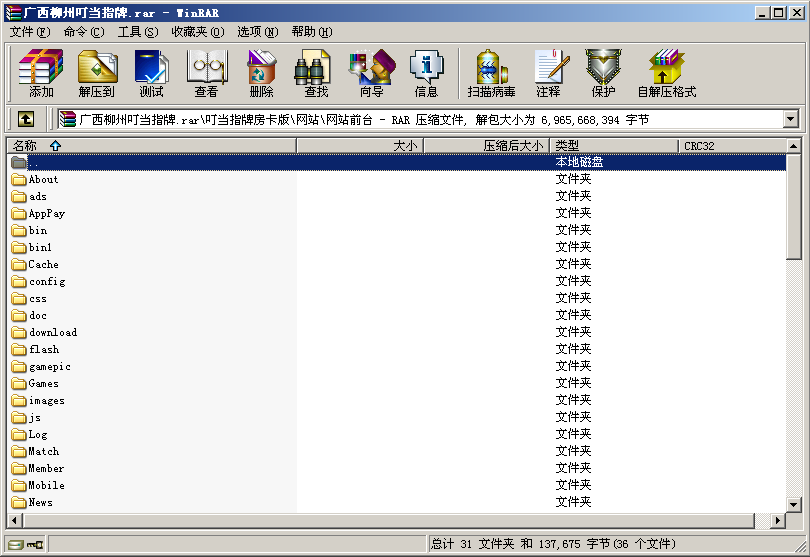 广西柳州叮当指牌.rar - WinRAR
文件(F) 命令(C) 工具(S) 收藏夹(O) 选项(N) 帮助(H)
添加 解压到 测试 查看 删除 查找 向导 信息 扫描病毒 注释 保护 自解压格式
广西柳州叮当指牌.rar\叮当指牌房卡版\网站\网站前台 - RAR 压缩文件, 解包大小为 6,965,668,394 字节
名称 大小 压缩后大小 类型 CRC32
.. 本地磁盘
About 文件夹
ads 文件夹
AppPay 文件夹
bin 文件夹
bin1 文件夹
Cache 文件夹
config 文件夹
css 文件夹
doc 文件夹
download 文件夹
flash 文件夹
gamepic 文件夹
Games 文件夹
images 文件夹
js 文件夹
Log 文件夹
Match 文件夹
Member 文件夹
Mobile 文件夹
News 文件夹
总计 31 文件夹 和 137,675 字节(36 个文件)